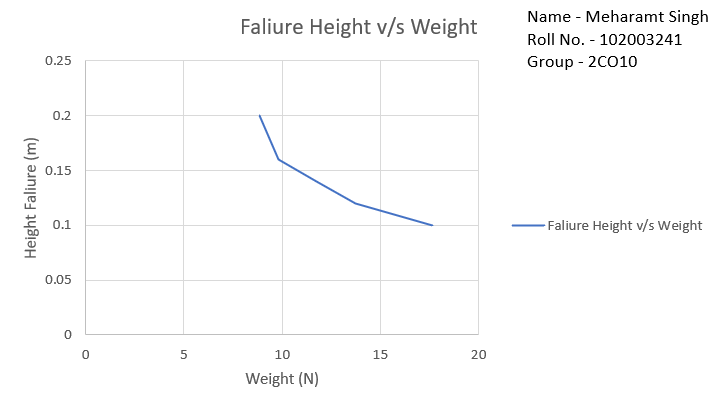 Faliure Height v/s Weight
Name - Meharamt Singh
Roll No. - 102003241
Group - 2CO10
0.25
0.2
0.15
0.1
0.05
0
Height Faliure (m)
0 5 10 15 20
Weight (N)
Faliure Height v/s Weight